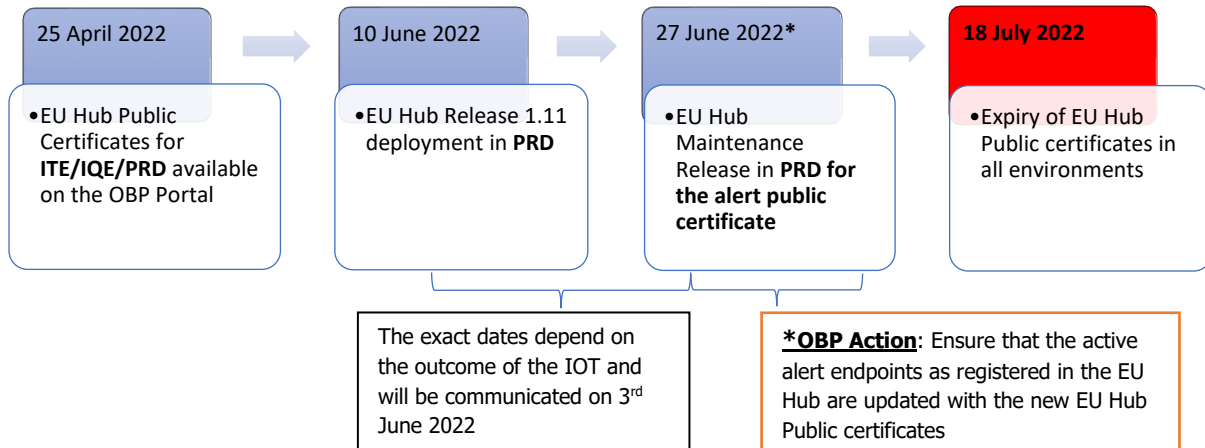 25 April 2022
•EU Hub Public
Certificates for
ITE/IQE/PRD available
on the OBP Portal
10 June 2022
•EU Hub Release 1.11
deployment in PRD
27 June 2022*
•EU Hub
Maintenance
Release in PRD for
the alert public
certificate
18 July 2022
•Expiry of EU Hub
Public certificates in
all environments
The exact dates depend on
the outcome of the IOT and
will be communicated on 3rd
June 2022
*OBP Action: Ensure that the active
alert endpoints as registered in the EU
Hub are updated with the new EU Hub
Public certificates